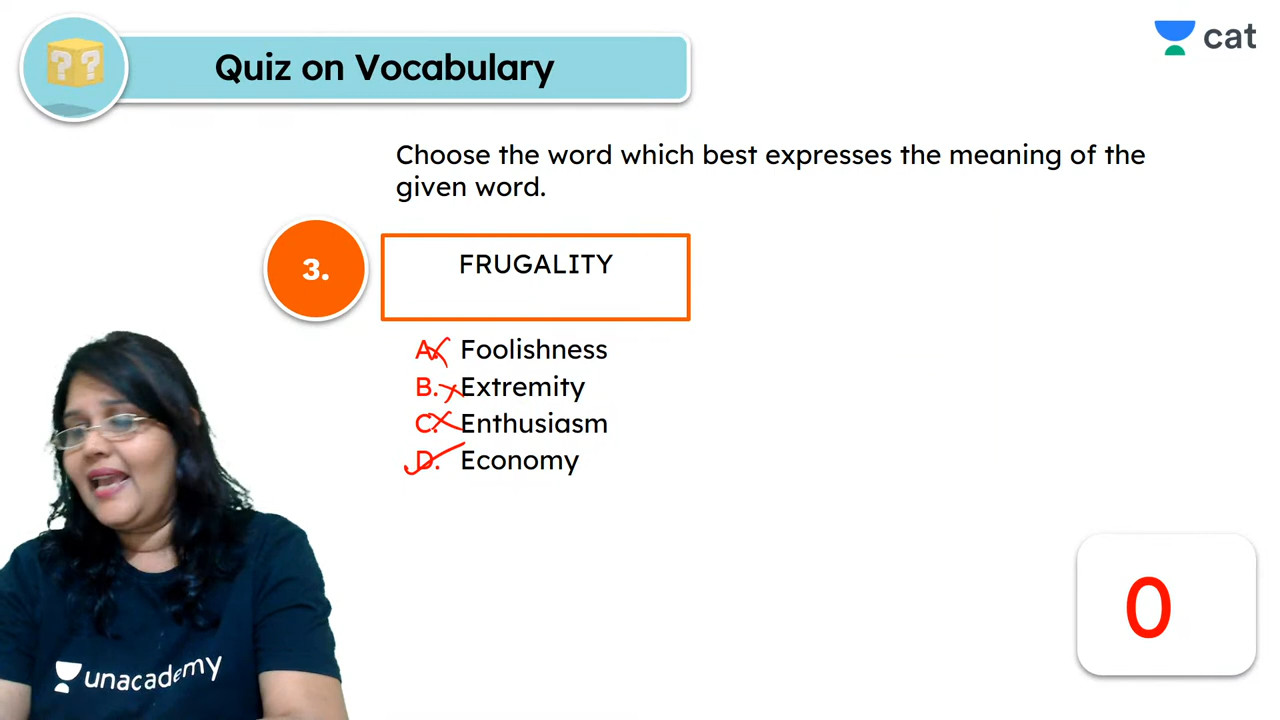 Quiz on Vocabulary
cat
Choose the word which best expresses the meaning of the
given word.
3.
FRUGALITY
A. Foolishness
B. Extremity
C. Enthusiasm
D. Economy
0
unacademy